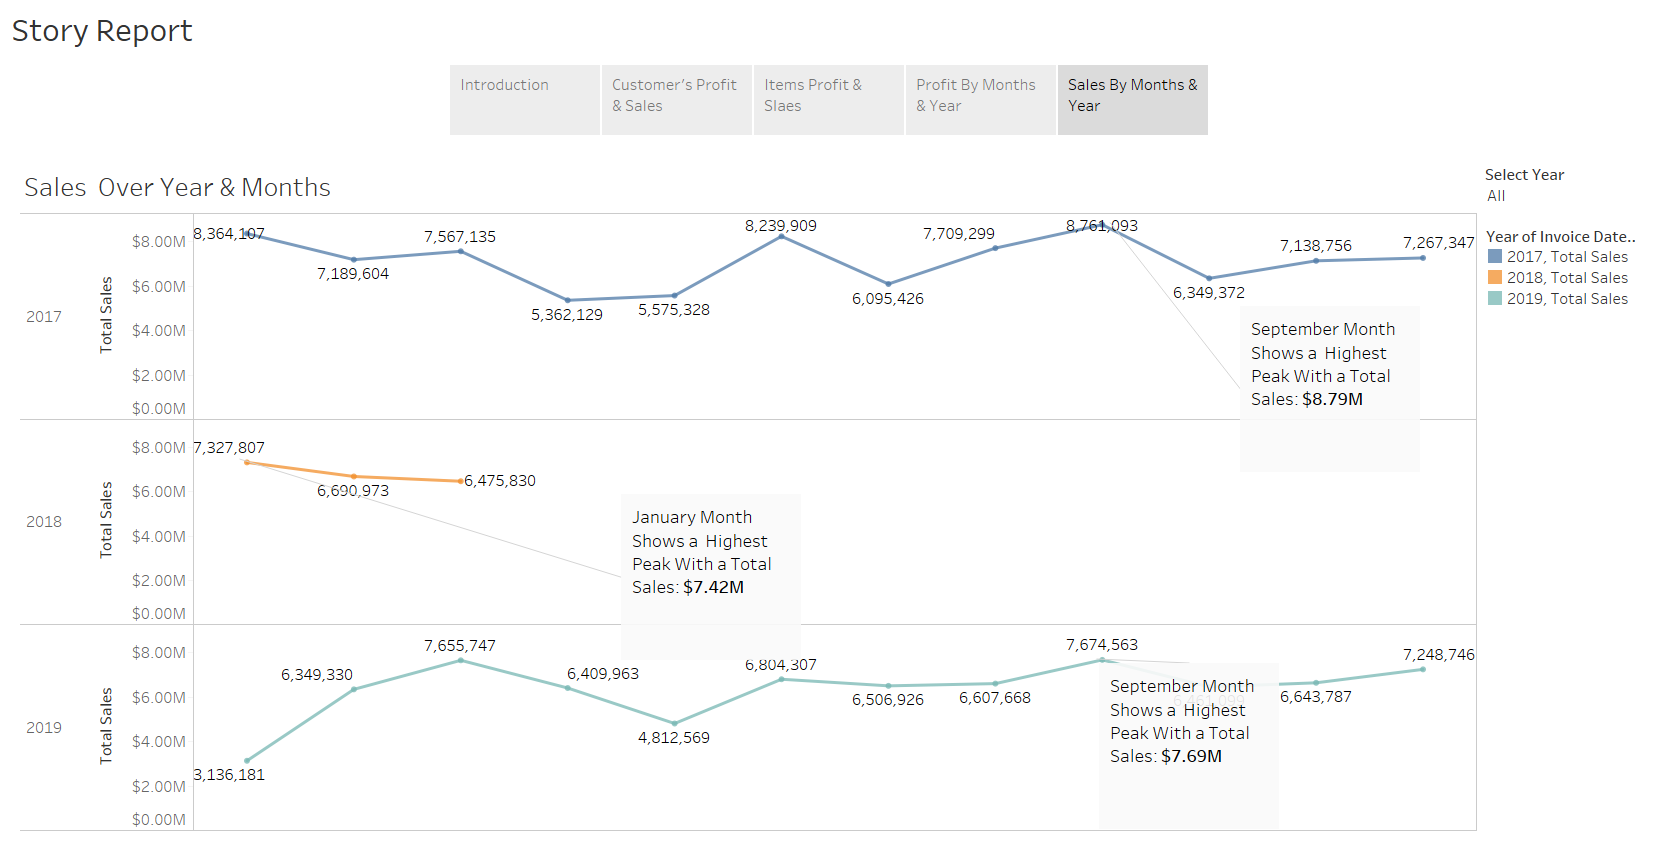 Story Report
Introduction
Customer's Profit
& Sales
Items Profit &
Slaes
Profit By Months
& Year
Sales By Months &
Year
Sales Over Year & Months
Select Year
All
Year of Invoice Date..
2017, Total Sales
2018, Total Sales
2019, Total Sales
2017
Total Sales
$8.00M
$6.00M
$4.00M
$2.00M
$0.00M
8,364,107
7,189,604
7,567,135
5,362,129
5,575,328
8,239,909
6,095,426
7,709,299
8,761,093
6,349,372
7,138,756
7,267,347
September Month
Shows a Highest
Peak With a Total
Sales: $8.79M
2018
Total Sales
$8.00M
$6.00M
$4.00M
$2.00M
$0.00M
7,327,807
6,690,973
6,475,830
January Month
Shows a Highest
Peak With a Total
Sales: $7.42M
2019
Total Sales
$8.00M
$6.00M
$4.00M
$2.00M
$0.00M
3,136,181
6,349,330
7,655,747
6,409,963
4,812,569
6,804,307
6,506,926
6,607,668
7,674,563
6,643,787
7,248,746
September Month
Shows a Highest
Peak With a Total
Sales: $7.69M